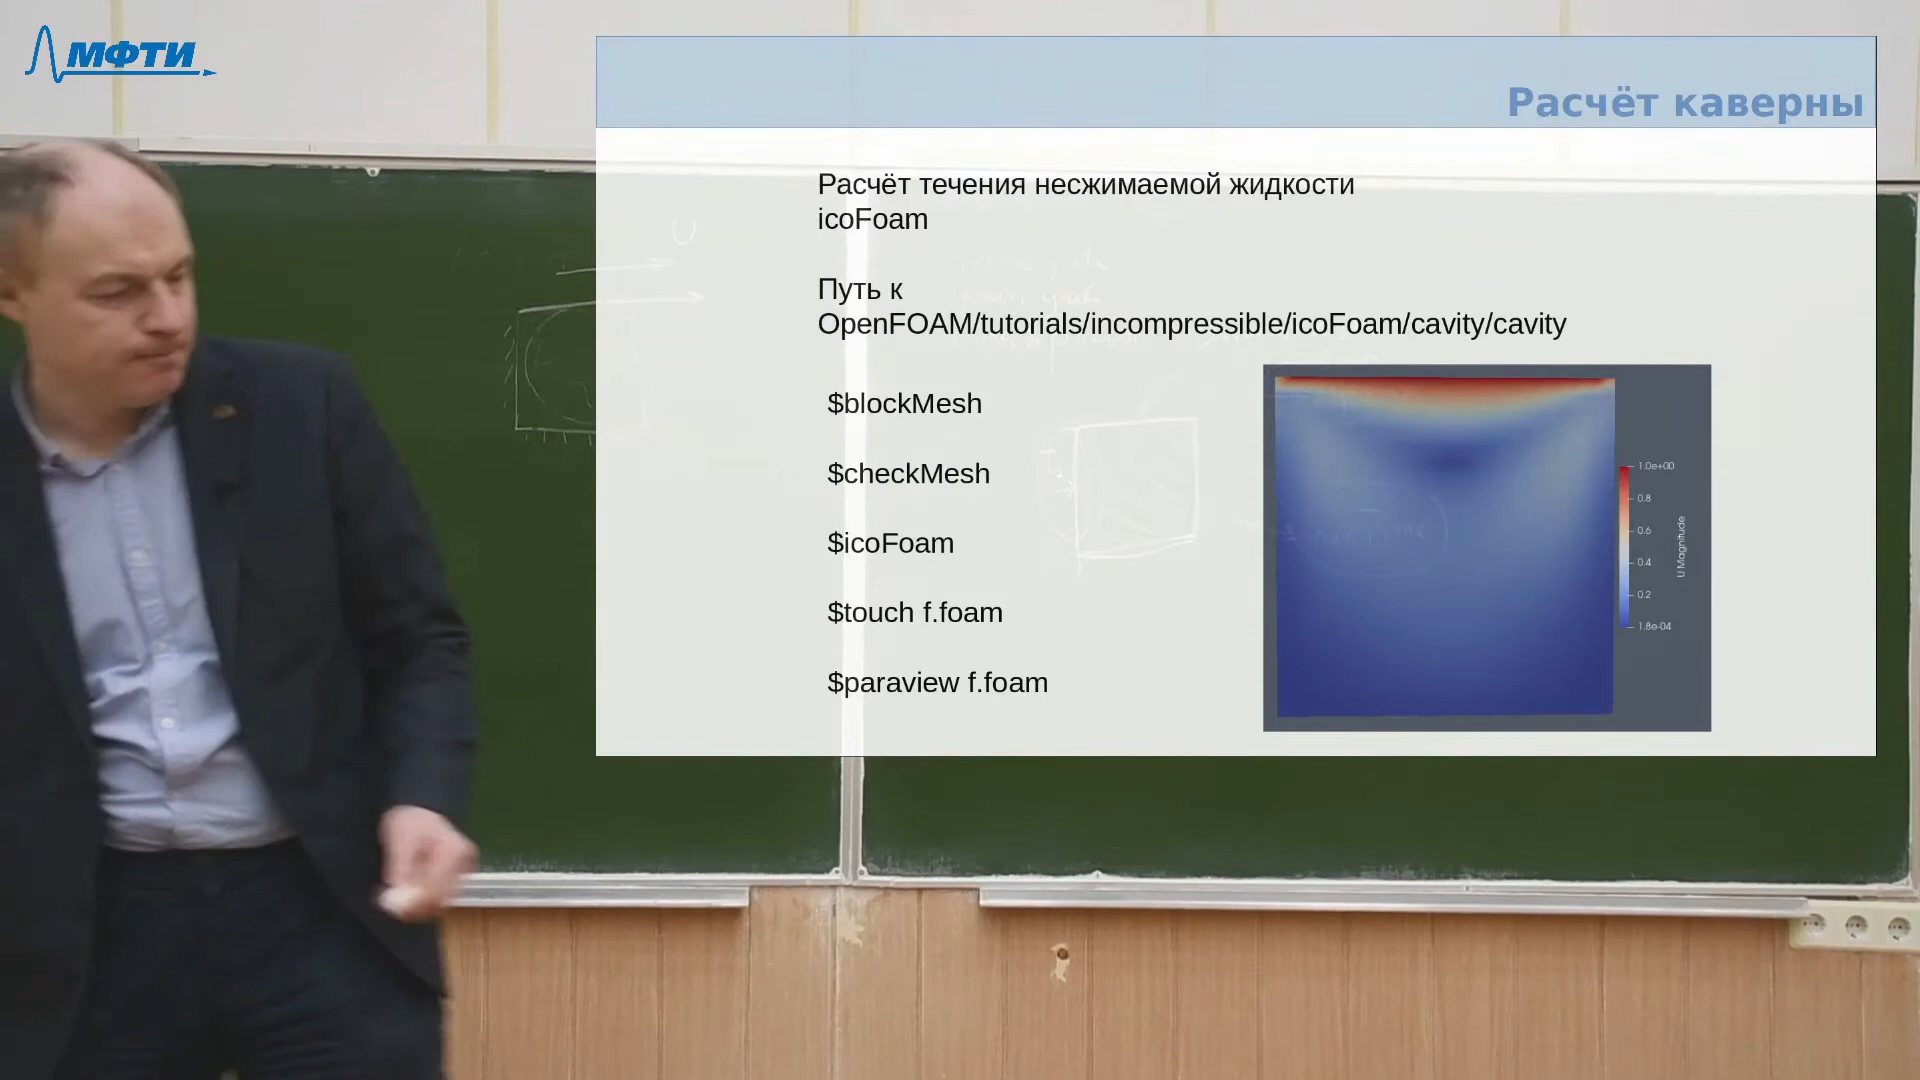 МФТИ
Расчёт каверны
Расчёт течения несжимаемой жидкости
icoFoam
Путь к
OpenFOAM/tutorials/incompressible/icoFoam/cavity/cavity
$blockMesh
$checkMesh
$icoFoam
$touch f.foam
$paraview f.foam
1.0e+00
0.8
0.6
0.4
0.2
1.8e-04
U Magnitude
U